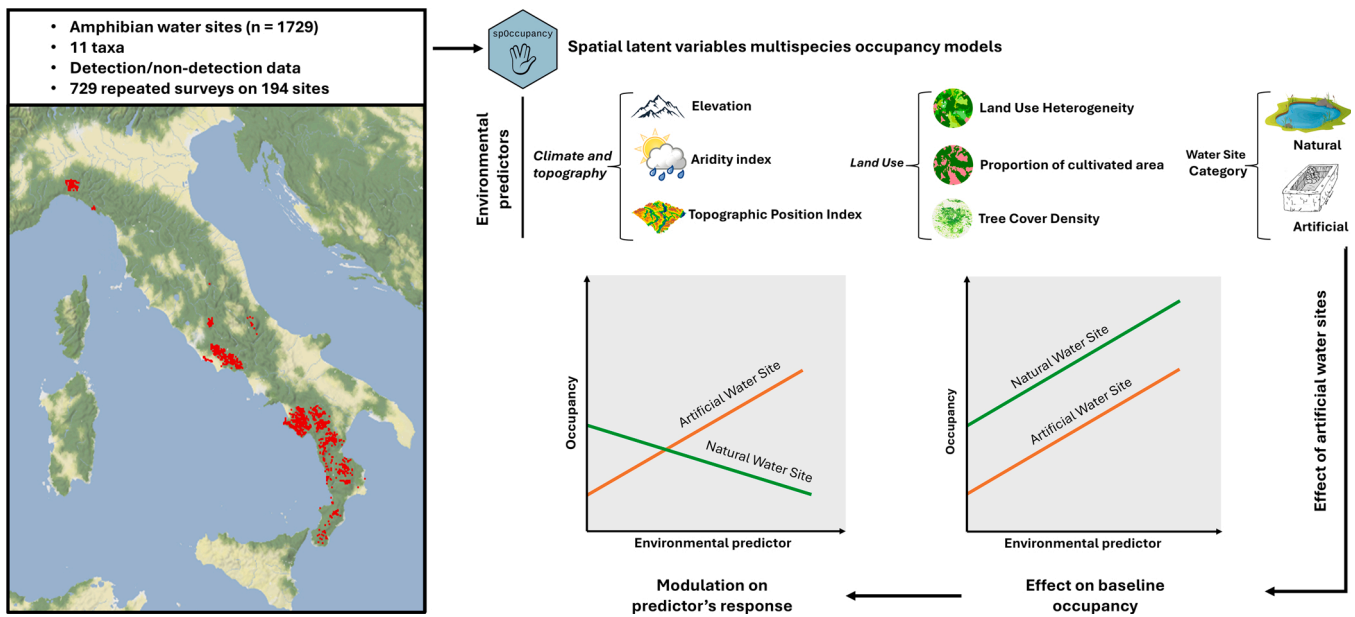 • Amphibian water sites (n = 1729)
• 11 taxa
• Detection/non-detection data
• 729 repeated surveys on 194 sites
spOccupancy
Spatial latent variables multispecies occupancy models
Environmental
predictors
Climate and
topography
Elevation
Aridity index
Topographic Position Index
Land Use
Land Use Heterogeneity
Proportion of cultivated area
Tree Cover Density
Water Site
Category
Natural
Artificial
Occupancy
Artificial Water Site
Natural Water Site
Environmental predictor
Occupancy
Natural Water Site
Artificial Water Site
Environmental predictor
Effect of artificial water sites
Modulation on
predictor's response
Effect on baseline
occupancy